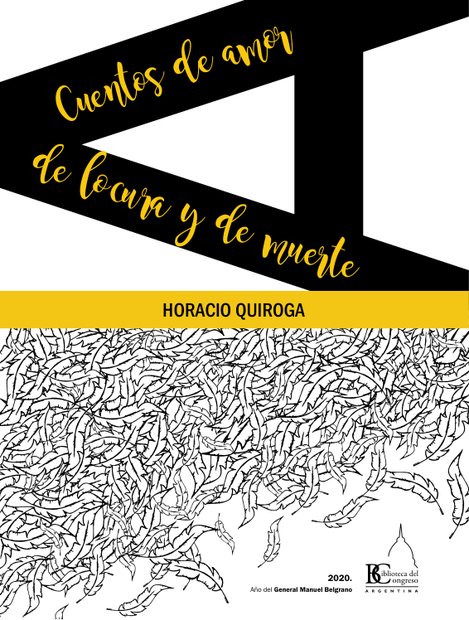 Cuentos de amor
de locura y de muerte
HORACIO QUIROGA
2020.
Año del General Manuel Belgrano
BC Biblioteca del
Congreso
ARGENTINA